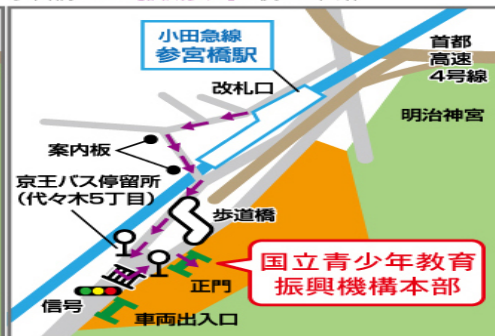 小田急線
参宮橋駅
首都
高速
4号線
改札口
明治神宮
案内板
京王バス停留所
(代々木5丁目)
歩道橋
国立青少年教育
振興機構本部
正門
信号
車両出入口